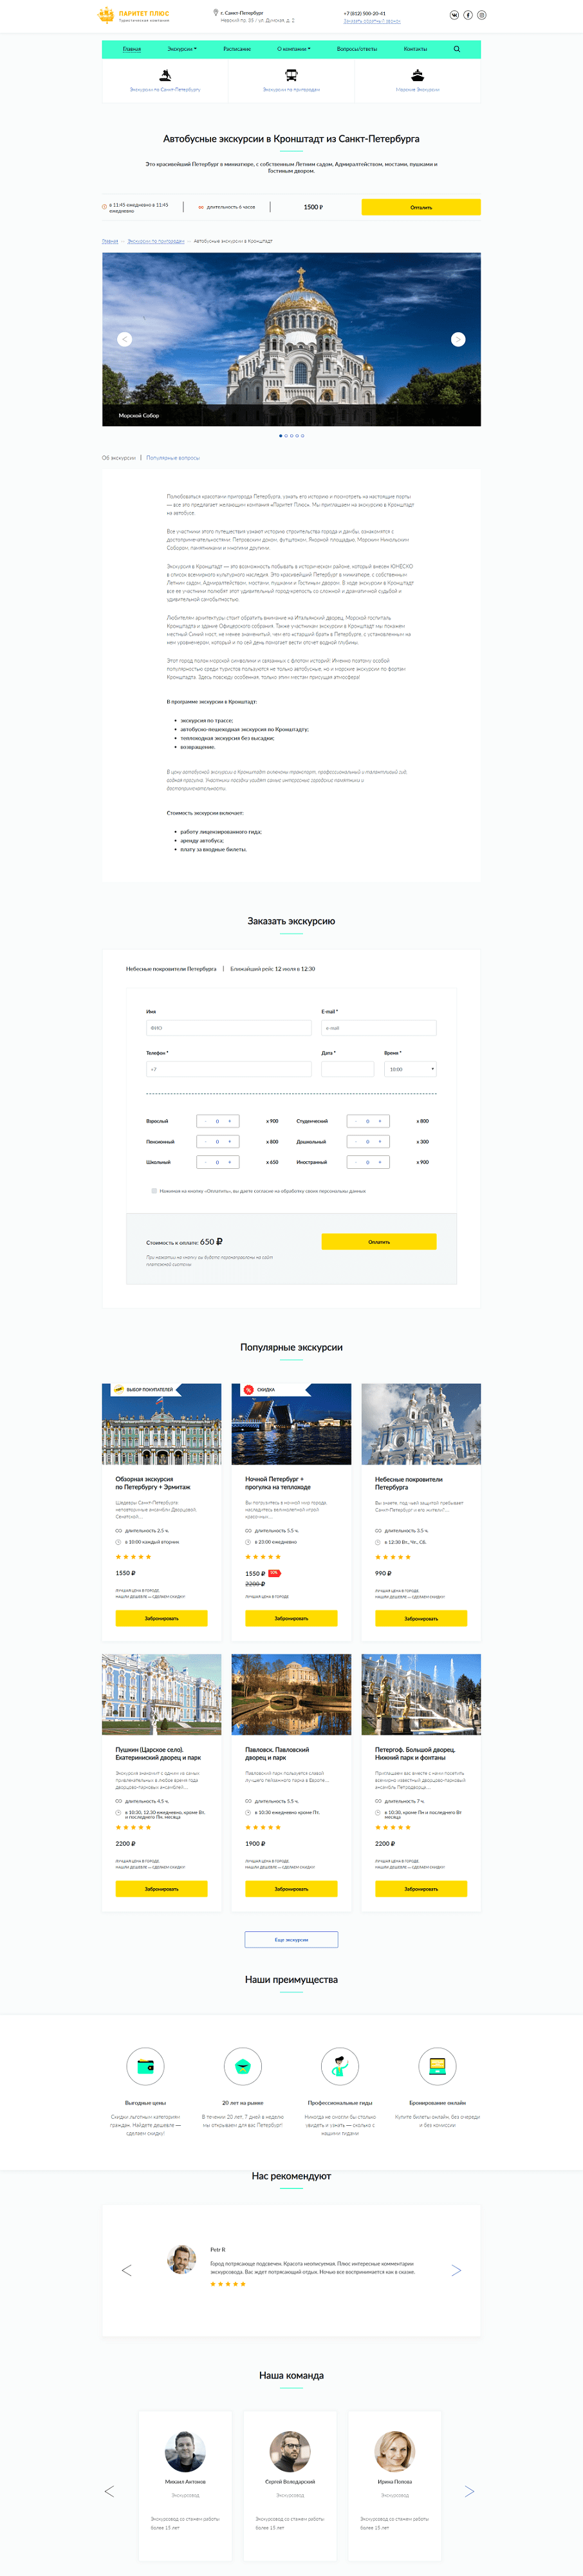 ПАРИТЕТ ПЛЮС
Туристическая компания
г. Санкт-Петербург
Невский пр. 35 / ул. Думская, д. 2
+7 (812) 500-20-41
Заказать обратный звонок
Главная
Экскурсии
Расписание
О компании
Вопросы/ответы
Контакты
Экскурсии по Санкт-Петербургу
Экскурсии по пригородам
Морские Экскурсии
Автобусные экскурсии в Кронштадт из Санкт-Петербурга
Это красивейший Петербург в миниатюре, с собственным Летним садом, Адмиралтейством, мостами, пушками и
Гостиным двором.
в 11:45 ежедневно в 11:45
ежедневно
длительность 6 часов
1500 ₽
Оплатить
Главная — Экскурсии по пригородам — Автобусные экскурсии в Кронштадт
Морской Собор
Об экскурсии | Популярные вопросы
Полюбоваться красотами пригорода Петербурга, узнать его историю и посмотреть на настоящие порты
— все это предлагает желающим компания «Паритет Плюс». Мы приглашаем на экскурсию в Кронштадт
на автобусе.
Все участники этого путешествия узнают историю строительства города и дамбы, ознакомятся с
достопримечательностями: Петровским доком, футштоком, Якорной площадью, Морским Никольским
Собором, памятниками и многими другими.
Экскурсия в Кронштадт — это возможность побывать в историческом районе, который внесен ЮНЕСКО
в список всемирного культурного наследия. Это красивейший Петербург в миниатюре, с собственным
Летним садом, Адмиралтейством, мостами, пушками и Гостиным двором. В ходе экскурсии в Кронштадт
все ее участники полюбят этот удивительный город-крепость со сложной и драматичной судьбой и
удивительной самобытностью.
Любителям архитектуры стоит обратить внимание на Итальянский дворец, Морской госпиталь
Кронштадта и здание Офицерского собрания. Также участникам экскурсии в Кронштадт мы покажем
местный Синий мост, не менее знаменитый, чем его «старший брат» в Петербурге, с установленным на
нем уровнемером, который и по сей день помогает вести отсчет водной глубины.
Этот город полон морской символики и связанных с флотом историй! Именно поэтому особой
популярностью среди туристов пользуются не только автобусные, но и морские экскурсии по фортам
Кронштадта. Здесь повсюду особенная, только этим местам присущая атмосфера!
В программе экскурсии в Кронштадт:
экскурсия по трассе;
автобусно-пешеходная экскурсия по Кронштадту;
теплоходная экскурсия без высадки;
возвращение.
В цену автобусной экскурсии в Кронштадт включены транспорт, профессиональный и талантливый гид,
водная прогулка. Участники поездки увидят самые интересные городские памятники и
достопримечательности.
Стоимость экскурсии включает:
работу лицензированного гида;
аренду автобуса;
плату за входные билеты.
Заказать экскурсию
Небесные покровители Петербурга | Ближайший рейс 12 июля в 12:30
Имя
E-mail *
ФИО
e-mail
Телефон *
Дата *
Время *
+7
10:00
Взрослый - 0 + x 900
Студенческий - 0 + x 800
Пенсионный - 0 + x 800
Дошкольный - 0 + x 300
Школьный - 0 + x 650
Иностранный - 0 + x 900
Нажимая на кнопку «Оплатить», вы даете согласие на обработку своих персональных данных
Стоимость к оплате: 650 ₽
Оплатить
При нажатии на кнопку вы будете перенаправлены на сайт
платежной системы
Популярные экскурсии
ВЫБОР ПОКУПАТЕЛЕЙ
СКИДКА
Обзорная экскурсия
по Петербургу + Эрмитаж
Шедевры Санкт-Петербурга:
неповторимые ансамбли Дворцовой,
Сенатской...
длительность 2.5 ч.
в 10:00 каждый вторник
1550 ₽
ЛУЧШАЯ ЦЕНА В ГОРОДЕ.
НАШЛИ ДЕШЕВЛЕ — СДЕЛАЕМ СКИДКУ!
Забронировать
Ночной Петербург +
прогулка на теплоходе
Вы погрузитесь в ночной мир города,
насладитесь великолепной игрой
красочных...
длительность 5.5 ч.
в 23:00 ежедневно
1550 ₽
2200 ₽
ЛУЧШАЯ ЦЕНА В ГОРОДЕ
Забронировать
Небесные покровители
Петербурга
Вы знаете, под чьей защитой пребывает
Санкт-Петербург и его жители?...
длительность 3.5 ч.
в 12:30 Вт., Чт., Сб.
990 ₽
ЛУЧШАЯ ЦЕНА В ГОРОДЕ.
НАШЛИ ДЕШЕВЛЕ — СДЕЛАЕМ СКИДКУ!
Забронировать
Пушкин (Царское село).
Екатерининский дворец и парк
Экскурсия знакомит с одним из самых
привлекательных в любое время года
дворцово-парковых ансамблей...
длительность 4.5 ч.
в 10:30, 12:30 ежедневно, кроме Вт.
и последнего Пн. месяца
2200 ₽
ЛУЧШАЯ ЦЕНА В ГОРОДЕ.
НАШЛИ ДЕШЕВЛЕ — СДЕЛАЕМ СКИДКУ!
Забронировать
Павловск. Павловский
дворец и парк
Павловский парк пользуется славой
лучшего пейзажного парка в Европе...
длительность 5.5 ч.
в 10:30 ежедневно кроме Пт.
1900 ₽
ЛУЧШАЯ ЦЕНА В ГОРОДЕ.
НАШЛИ ДЕШЕВЛЕ — СДЕЛАЕМ СКИДКУ!
Забронировать
Петергоф. Большой дворец.
Нижний парк и фонтаны
Приглашаем вас вместе с нами посетить
всемирно известный дворцово-парковый
ансамбль Петродворца...
длительность 7 ч.
в 10:30, кроме Пн и последнего Вт
месяца
2200 ₽
ЛУЧШАЯ ЦЕНА В ГОРОДЕ.
НАШЛИ ДЕШЕВЛЕ — СДЕЛАЕМ СКИДКУ!
Забронировать
Еще экскурсии
Наши преимущества
Выгодные цены
Скидки льготным категориям
граждан. Найдете дешевле —
сделаем скидку!
20 лет на рынке
В течении 20 лет, 7 дней в неделю
мы открываем для вас Петербург!
Профессиональные гиды
Никогда не смогли бы столько
увидеть и узнать — сколько с
нашими гидами
Бронирование онлайн
Купите билеты онлайн, без очереди
и без комиссии
Нас рекомендуют
Petr R
Город потрясающе подсвечен. Красота неописуемая. Плюс интересные комментарии
экскурсовода. Вас ждет потрясающий отдых. Ночью все воспринимается как в сказке.
Наша команда
Михаил Антонов
Экскурсовод
Экскурсовод со стажем работы
более 15 лет
Сергей Володарский
Экскурсовод
Экскурсовод со стажем работы
более 15 лет
Ирина Попова
Экскурсовод
Экскурсовод со стажем работы
более 15 лет